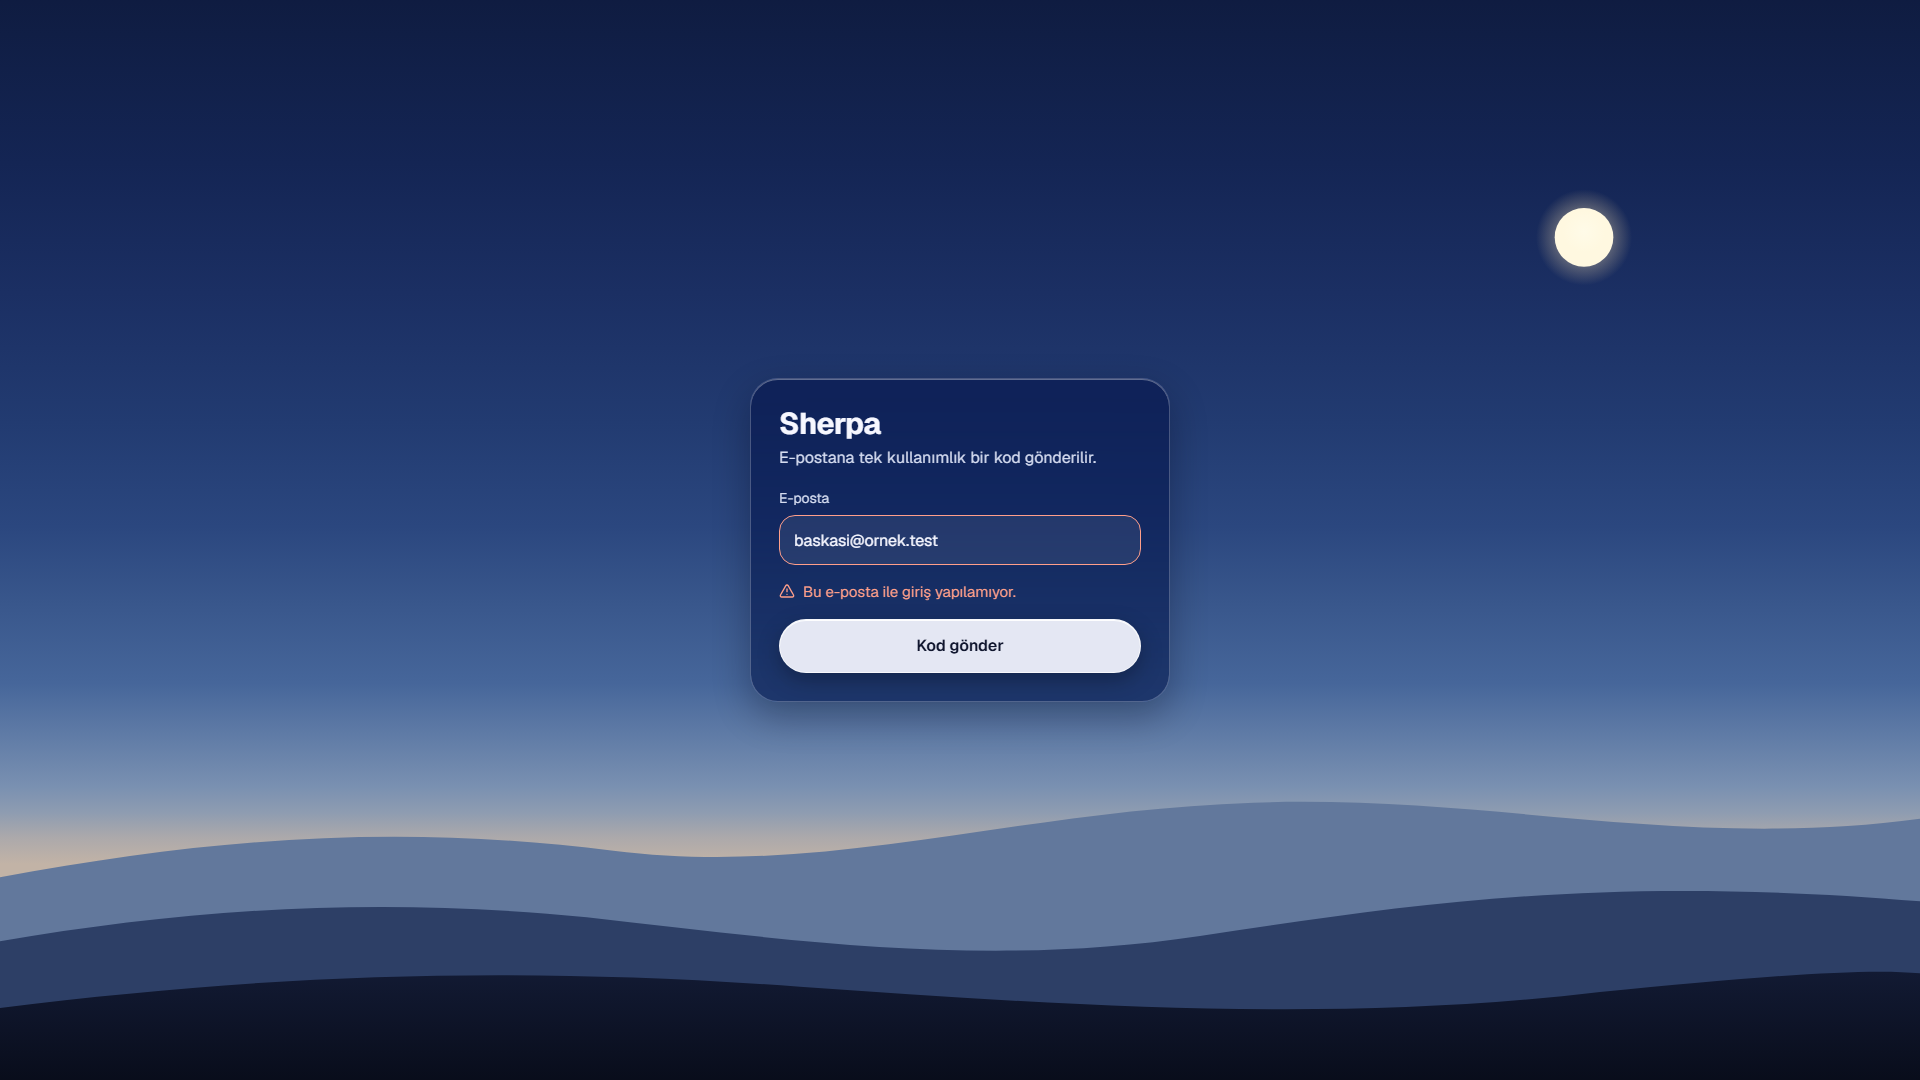 Sherpa
E-postana tek kullanımlık bir kod gönderilir.
E-posta
baskasi@ornek.test
Bu e-posta ile giriş yapılamıyor.
Kod gönder